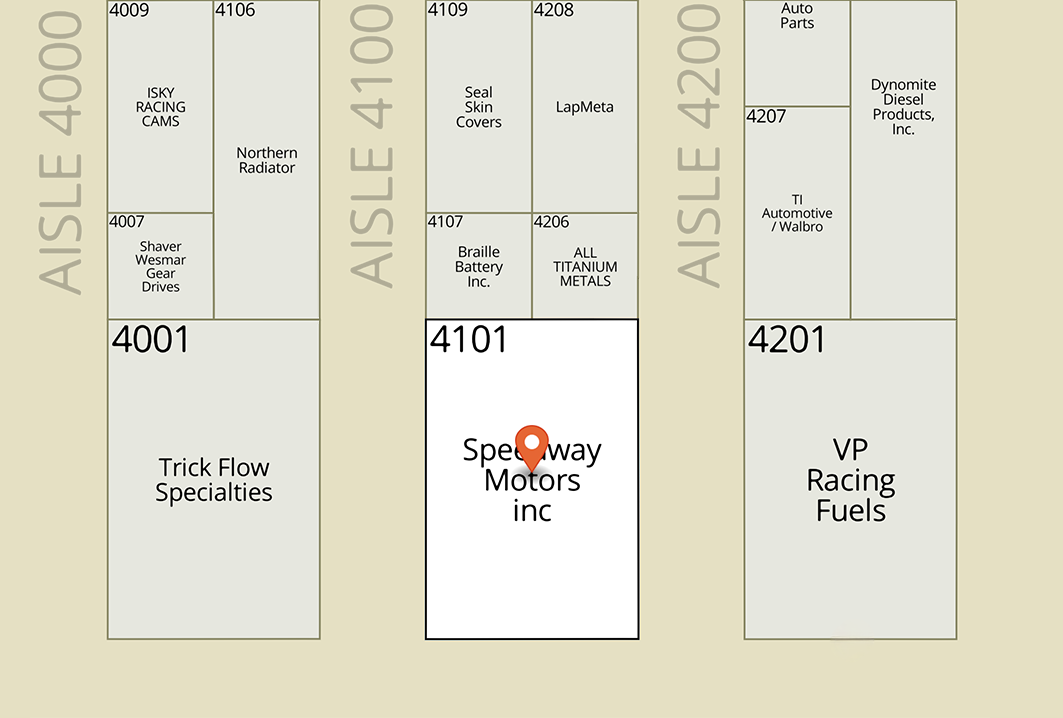 AISLE 4000
4009
ISKY
RACING
CAMS
4106
Northern
Radiator
4007
Shaver
Wesmar
Gear
Drives
4001
Trick Flow
Specialties
AISLE 4100
4109
Seal
Skin
Covers
4208
LapMeta
4107
Braille
Battery
Inc.
4206
ALL
TITANIUM
METALS
4101
Speedway
Motors
inc
AISLE 4200
Auto
Parts
Dynomite
Diesel
Products,
Inc.
4207
TI
Automotive
/ Walbro
4201
VP
Racing
Fuels